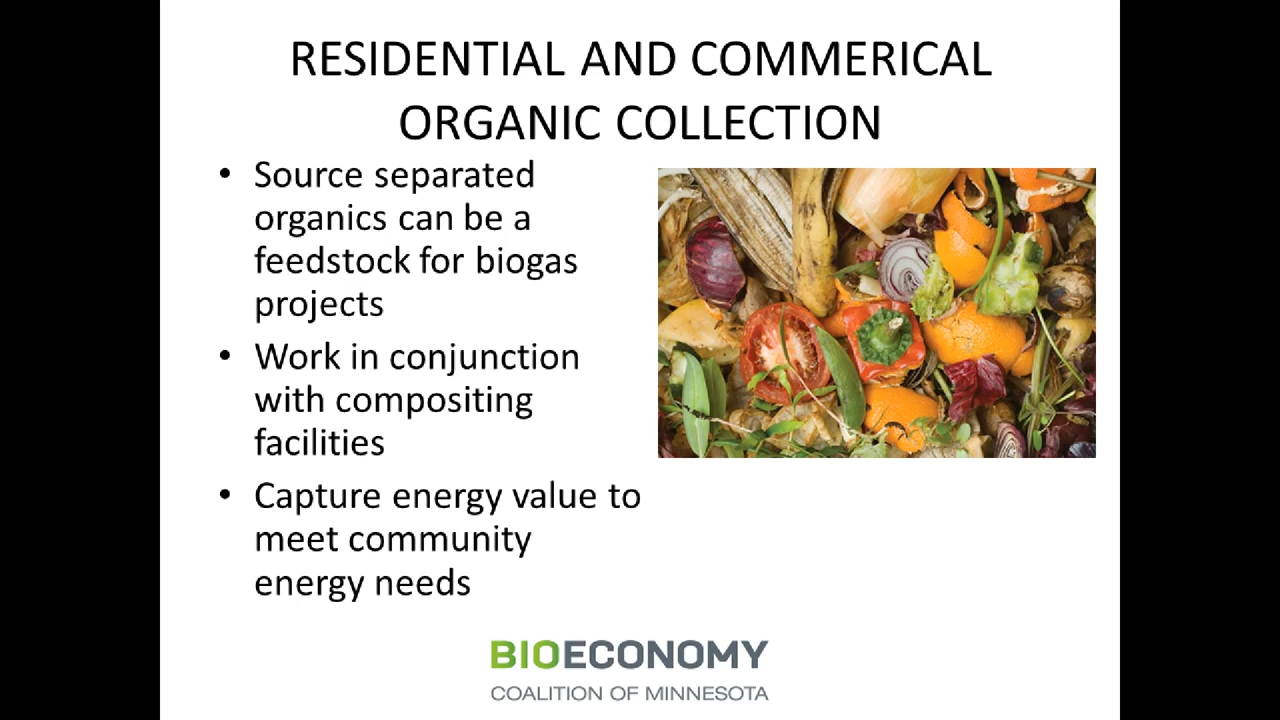 RESIDENTIAL AND COMMERICAL
ORGANIC COLLECTION
• Source separated
organics can be a
feedstock for biogas
projects
• Work in conjunction
with compositing
facilities
• Capture energy value to
meet community
energy needs
BIOECONOMY
COALITION OF MINNESOTA